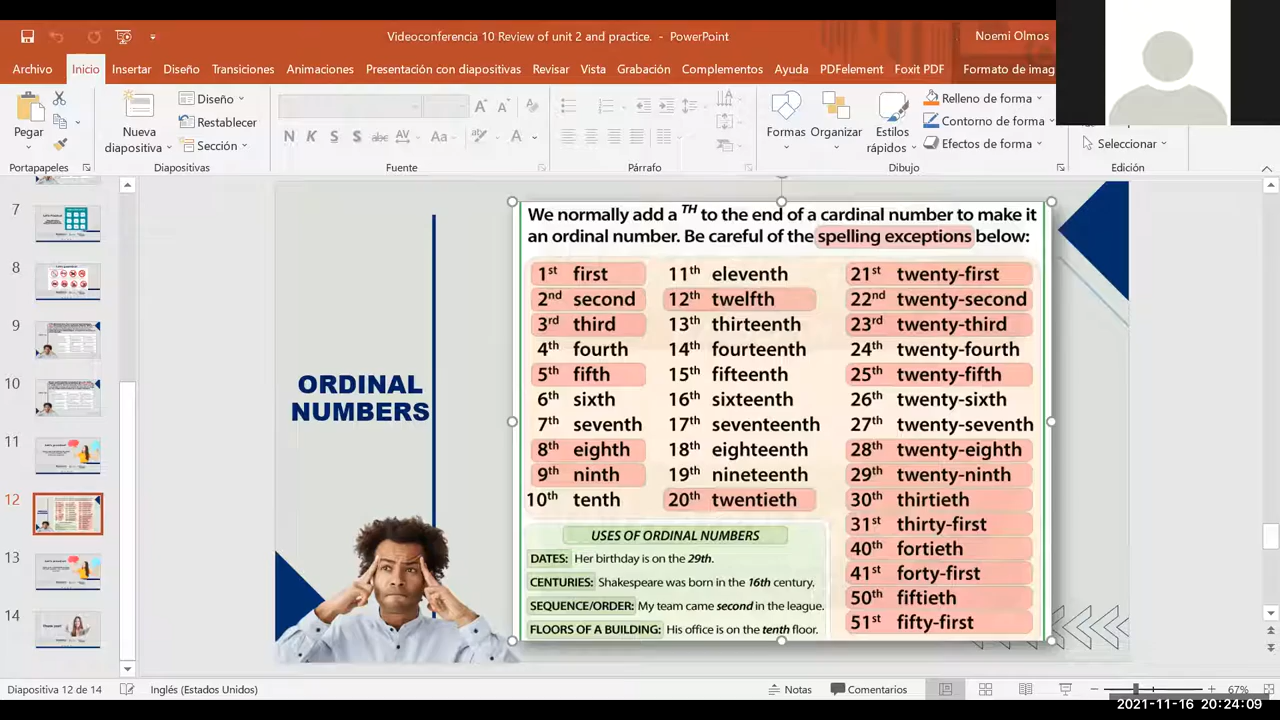 Videoconferencia 10 Review of unit 2 and practice. - PowerPoint
Noemi Olmos
Archivo Inicio Insertar Diseño Transiciones Animaciones Presentación con diapositivas Revisar Vista Grabación Complementos Ayuda PDFelement Foxit PDF Formato de imag
Pegar
Nueva diapositiva
Diseño
Restablecer
Sección
N K S S abc AV Aa A
Formas
Organizar
Estilos rápidos
Relleno de forma
Contorno de forma
Efectos de forma
Seleccionar
Portapapeles Diapositivas Fuente Párrafo Dibujo Edición
7
8
9
10
11
12
13
14
ORDINAL
NUMBERS
We normally add a TH to the end of a cardinal number to make it
an ordinal number. Be careful of the spelling exceptions below:
1st first
2nd second
3rd third
4th fourth
5th fifth
6th sixth
7th seventh
8th eighth
9th ninth
10th tenth
11th eleventh
12th twelfth
13th thirteenth
14th fourteenth
15th fifteenth
16th sixteenth
17th seventeenth
18th eighteenth
19th nineteenth
20th twentieth
21st twenty-first
22nd twenty-second
23rd twenty-third
24th twenty-fourth
25th twenty-fifth
26th twenty-sixth
27th twenty-seventh
28th twenty-eighth
29th twenty-ninth
30th thirtieth
31st thirty-first
40th fortieth
41st forty-first
50th fiftieth
51st fifty-first
USES OF ORDINAL NUMBERS
DATES: Her birthday is on the 29th.
CENTURIES: Shakespeare was born in the 16th century.
SEQUENCE/ORDER: My team came second in the league.
FLOORS OF A BUILDING: His office is on the tenth floor.
Diapositiva 12 de 14 Inglés (Estados Unidos) Notas Comentarios 67%
2021-11-16 20:24:09